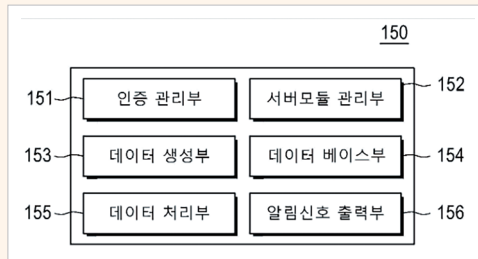 150
151 인증 관리부 서버모듈 관리부 152
153 데이터 생성부 데이터 베이스부 154
155 데이터 처리부 알림신호 출력부 156